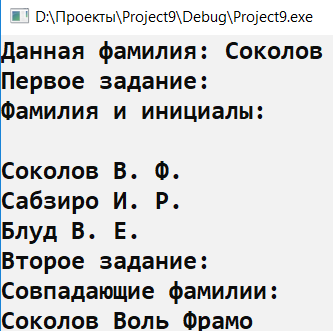 D:\Проекты\Project9\Debug\Project9.exe
Данная фамилия: Соколов
Первое задание:
Фамилия и инициалы:
Соколов В. Ф.
Сабзиро И. Р.
Блуд В. Е.
Второе задание:
Совпадающие фамилии:
Соколов Воль Фрамо